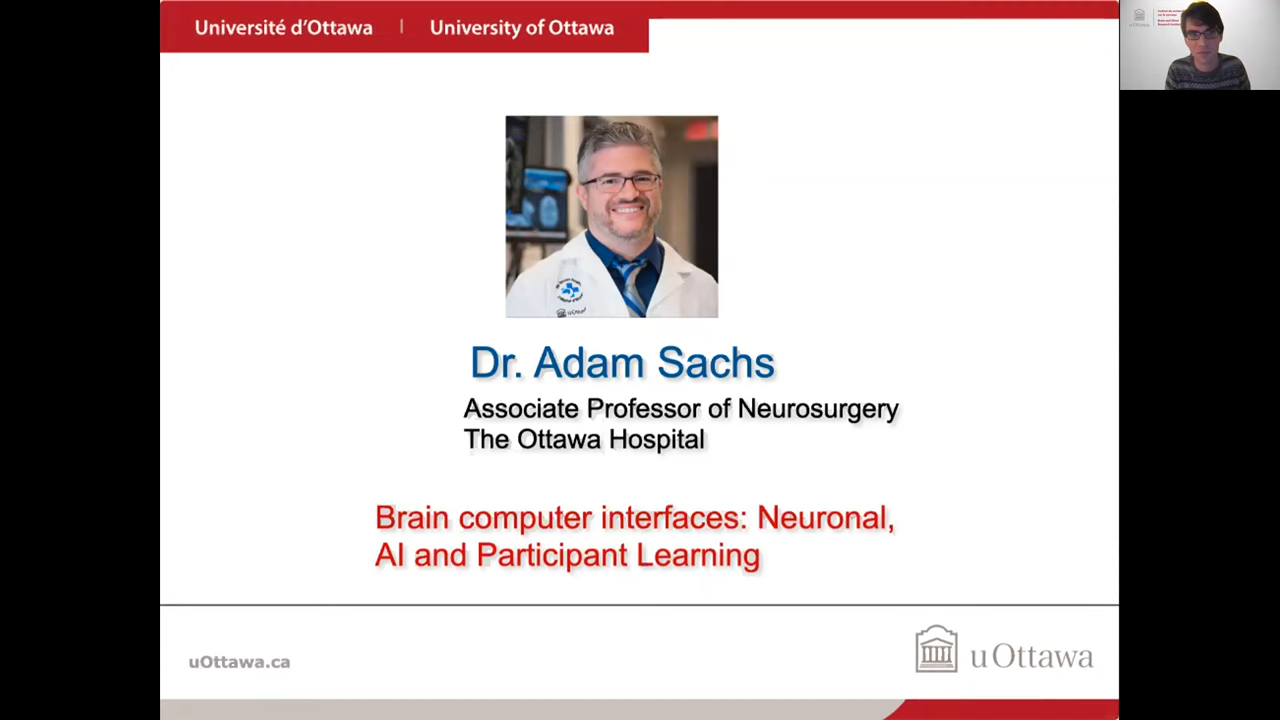 Université d'Ottawa | University of Ottawa
Dr. Adam Sachs
Associate Professor of Neurosurgery
The Ottawa Hospital
Brain computer interfaces: Neuronal,
AI and Participant Learning
uOttawa.ca
uOttawa